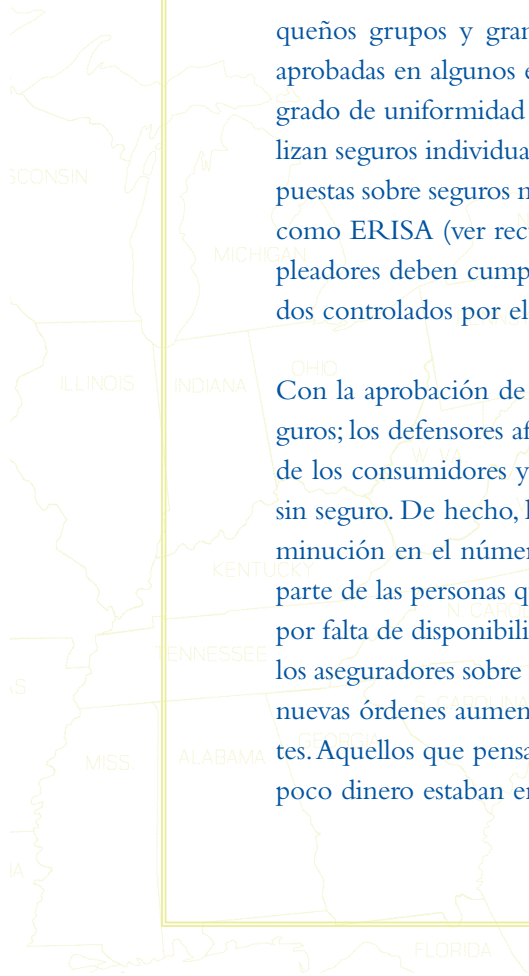 queños grupos y gran
aprobadas en algunos e
grado de uniformidad
lizan seguros individua
puestas sobre seguros n
como ERISA (ver rec
pleadores deben cump
dos controlados por el
Con la aprobación de
guros; los defensores af
de los consumidores y
sin seguro. De hecho, l
minución en el númer
parte de las personas q
por falta de disponibili
los aseguradores sobre
nuevas órdenes aumen
tes. Aquellos que pensa
poco dinero estaban en
SCONSIN
MICHIGAN
ILLINOIS
INDIANA
OHIO
W. VA.
KENTUCKY
N. CAROL
TENNESSEE
S. CAROLINA
MISS.
ALABAMA
GEORGIA
FLORIDA